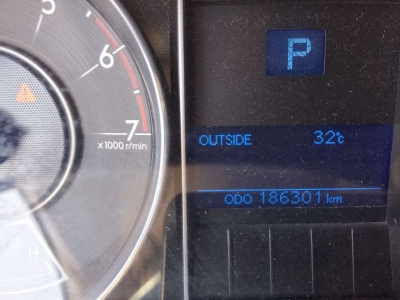 5
6
7
x1000 r/min
P
OUTSIDE 32°c
ODO 186301 km
H